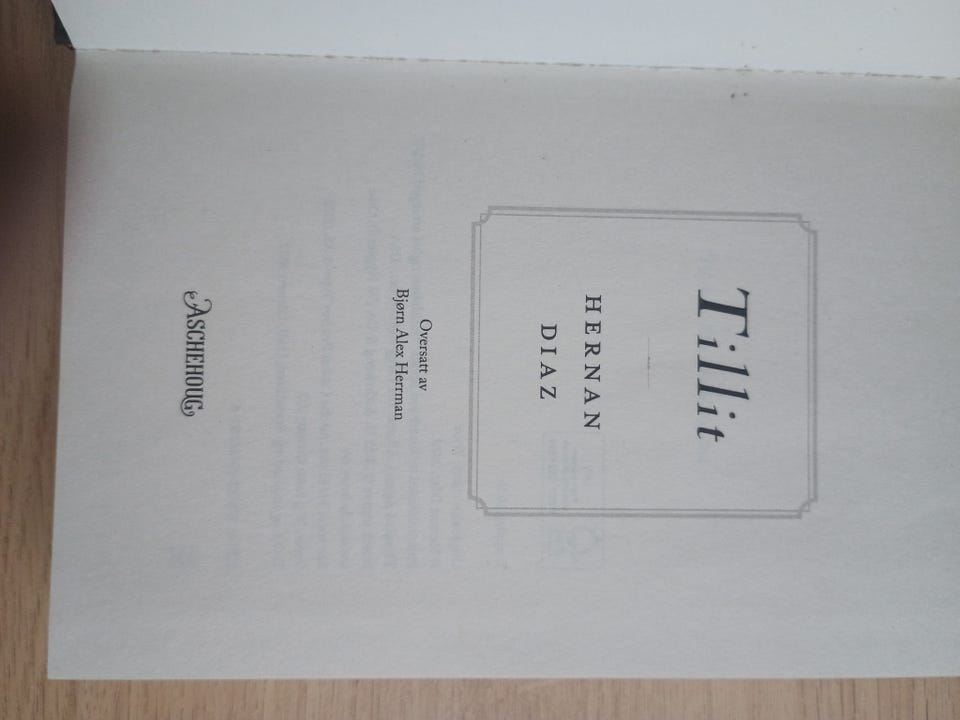 Tillit
HERNAN
DIAZ
Oversatt av
Bjørn Alex Herrman
ASCHEHOUG